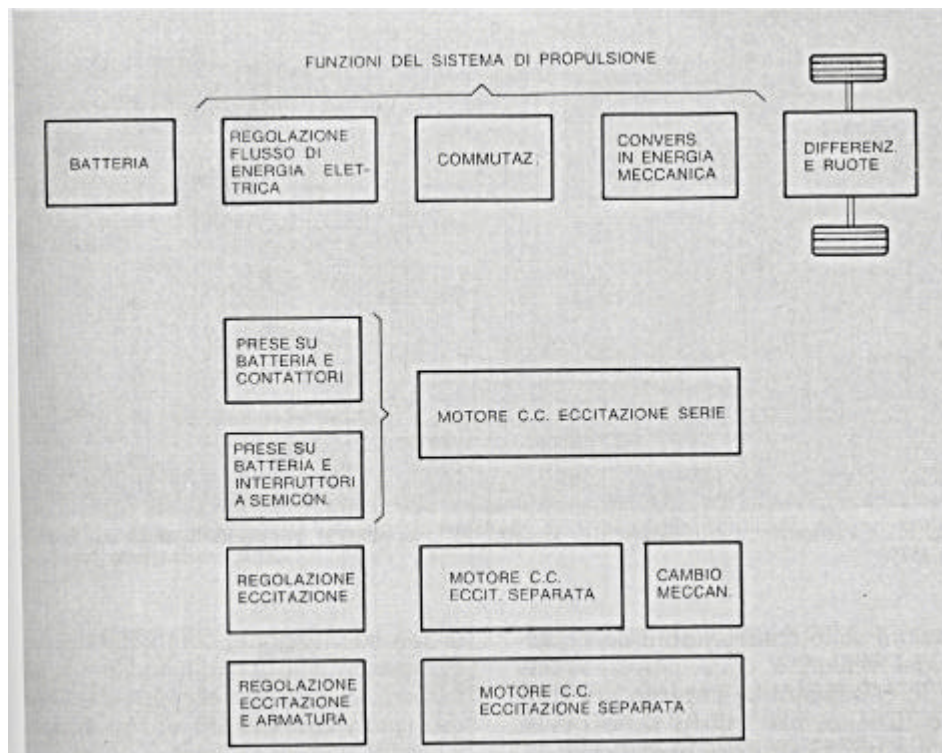 FUNZIONI DEL SISTEMA DI PROPULSIONE
BATTERIA
REGOLAZIONE
FLUSSO DI
ENERGIA ELET-
TRICA
COMMUTAZ.
CONVERS.
IN ENERGIA
MECCANICA
DIFFERENZ.
E RUOTE
PRESE SU
BATTERIA E
CONTATTORI
PRESE SU
BATTERIA E
INTERRUTTORI
A SEMICON.
MOTORE C.C. ECCITAZIONE SERIE
REGOLAZIONE
ECCITAZIONE
MOTORE C.C.
ECCIT. SEPARATA
CAMBIO
MECCAN.
REGOLAZIONE
ECCITAZIONE
E ARMATURA
MOTORE C.C.
ECCITAZIONE SEPARATA